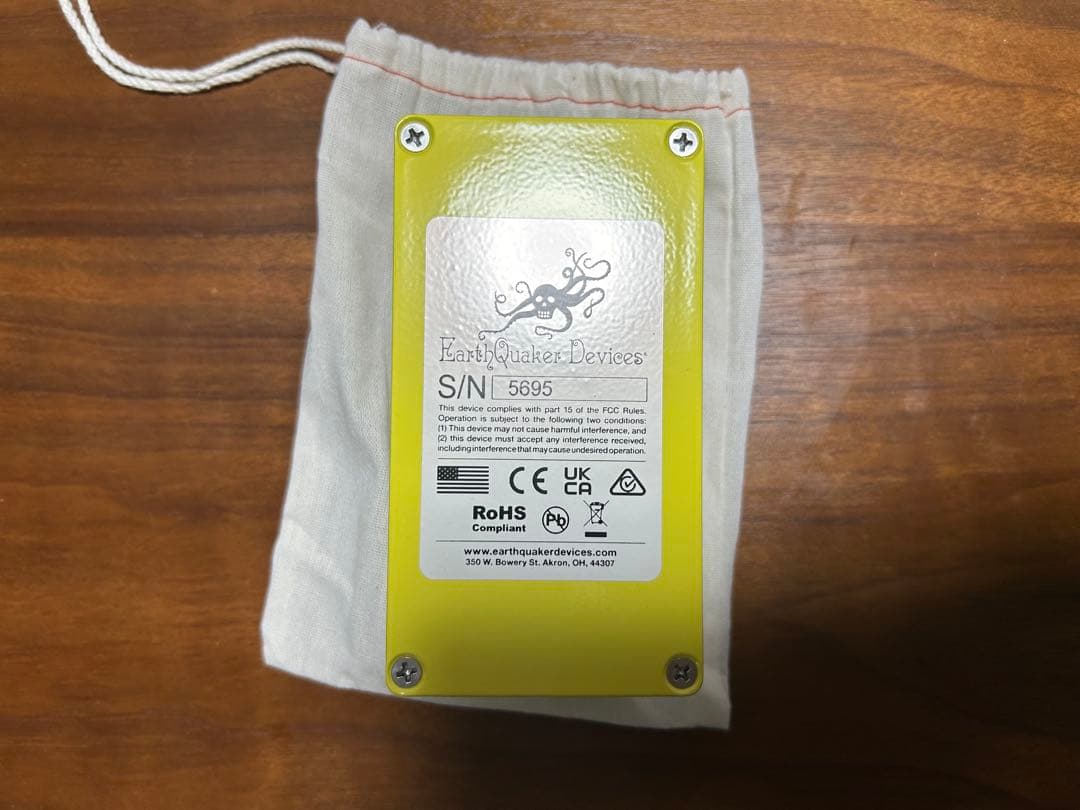 EarthQuaker Devices®
S/N 5695
This device complies with part 15 of the FCC Rules.
Operation is subject to the following two conditions:
(1) This device may not cause harmful interference, and
(2) this device must accept any interference received,
including interference that may cause undesired operation.
CE UK
CA
RoHS
Compliant
Pb
www.earthquakerdevices.com
350 W. Bowery St. Akron, OH, 44307